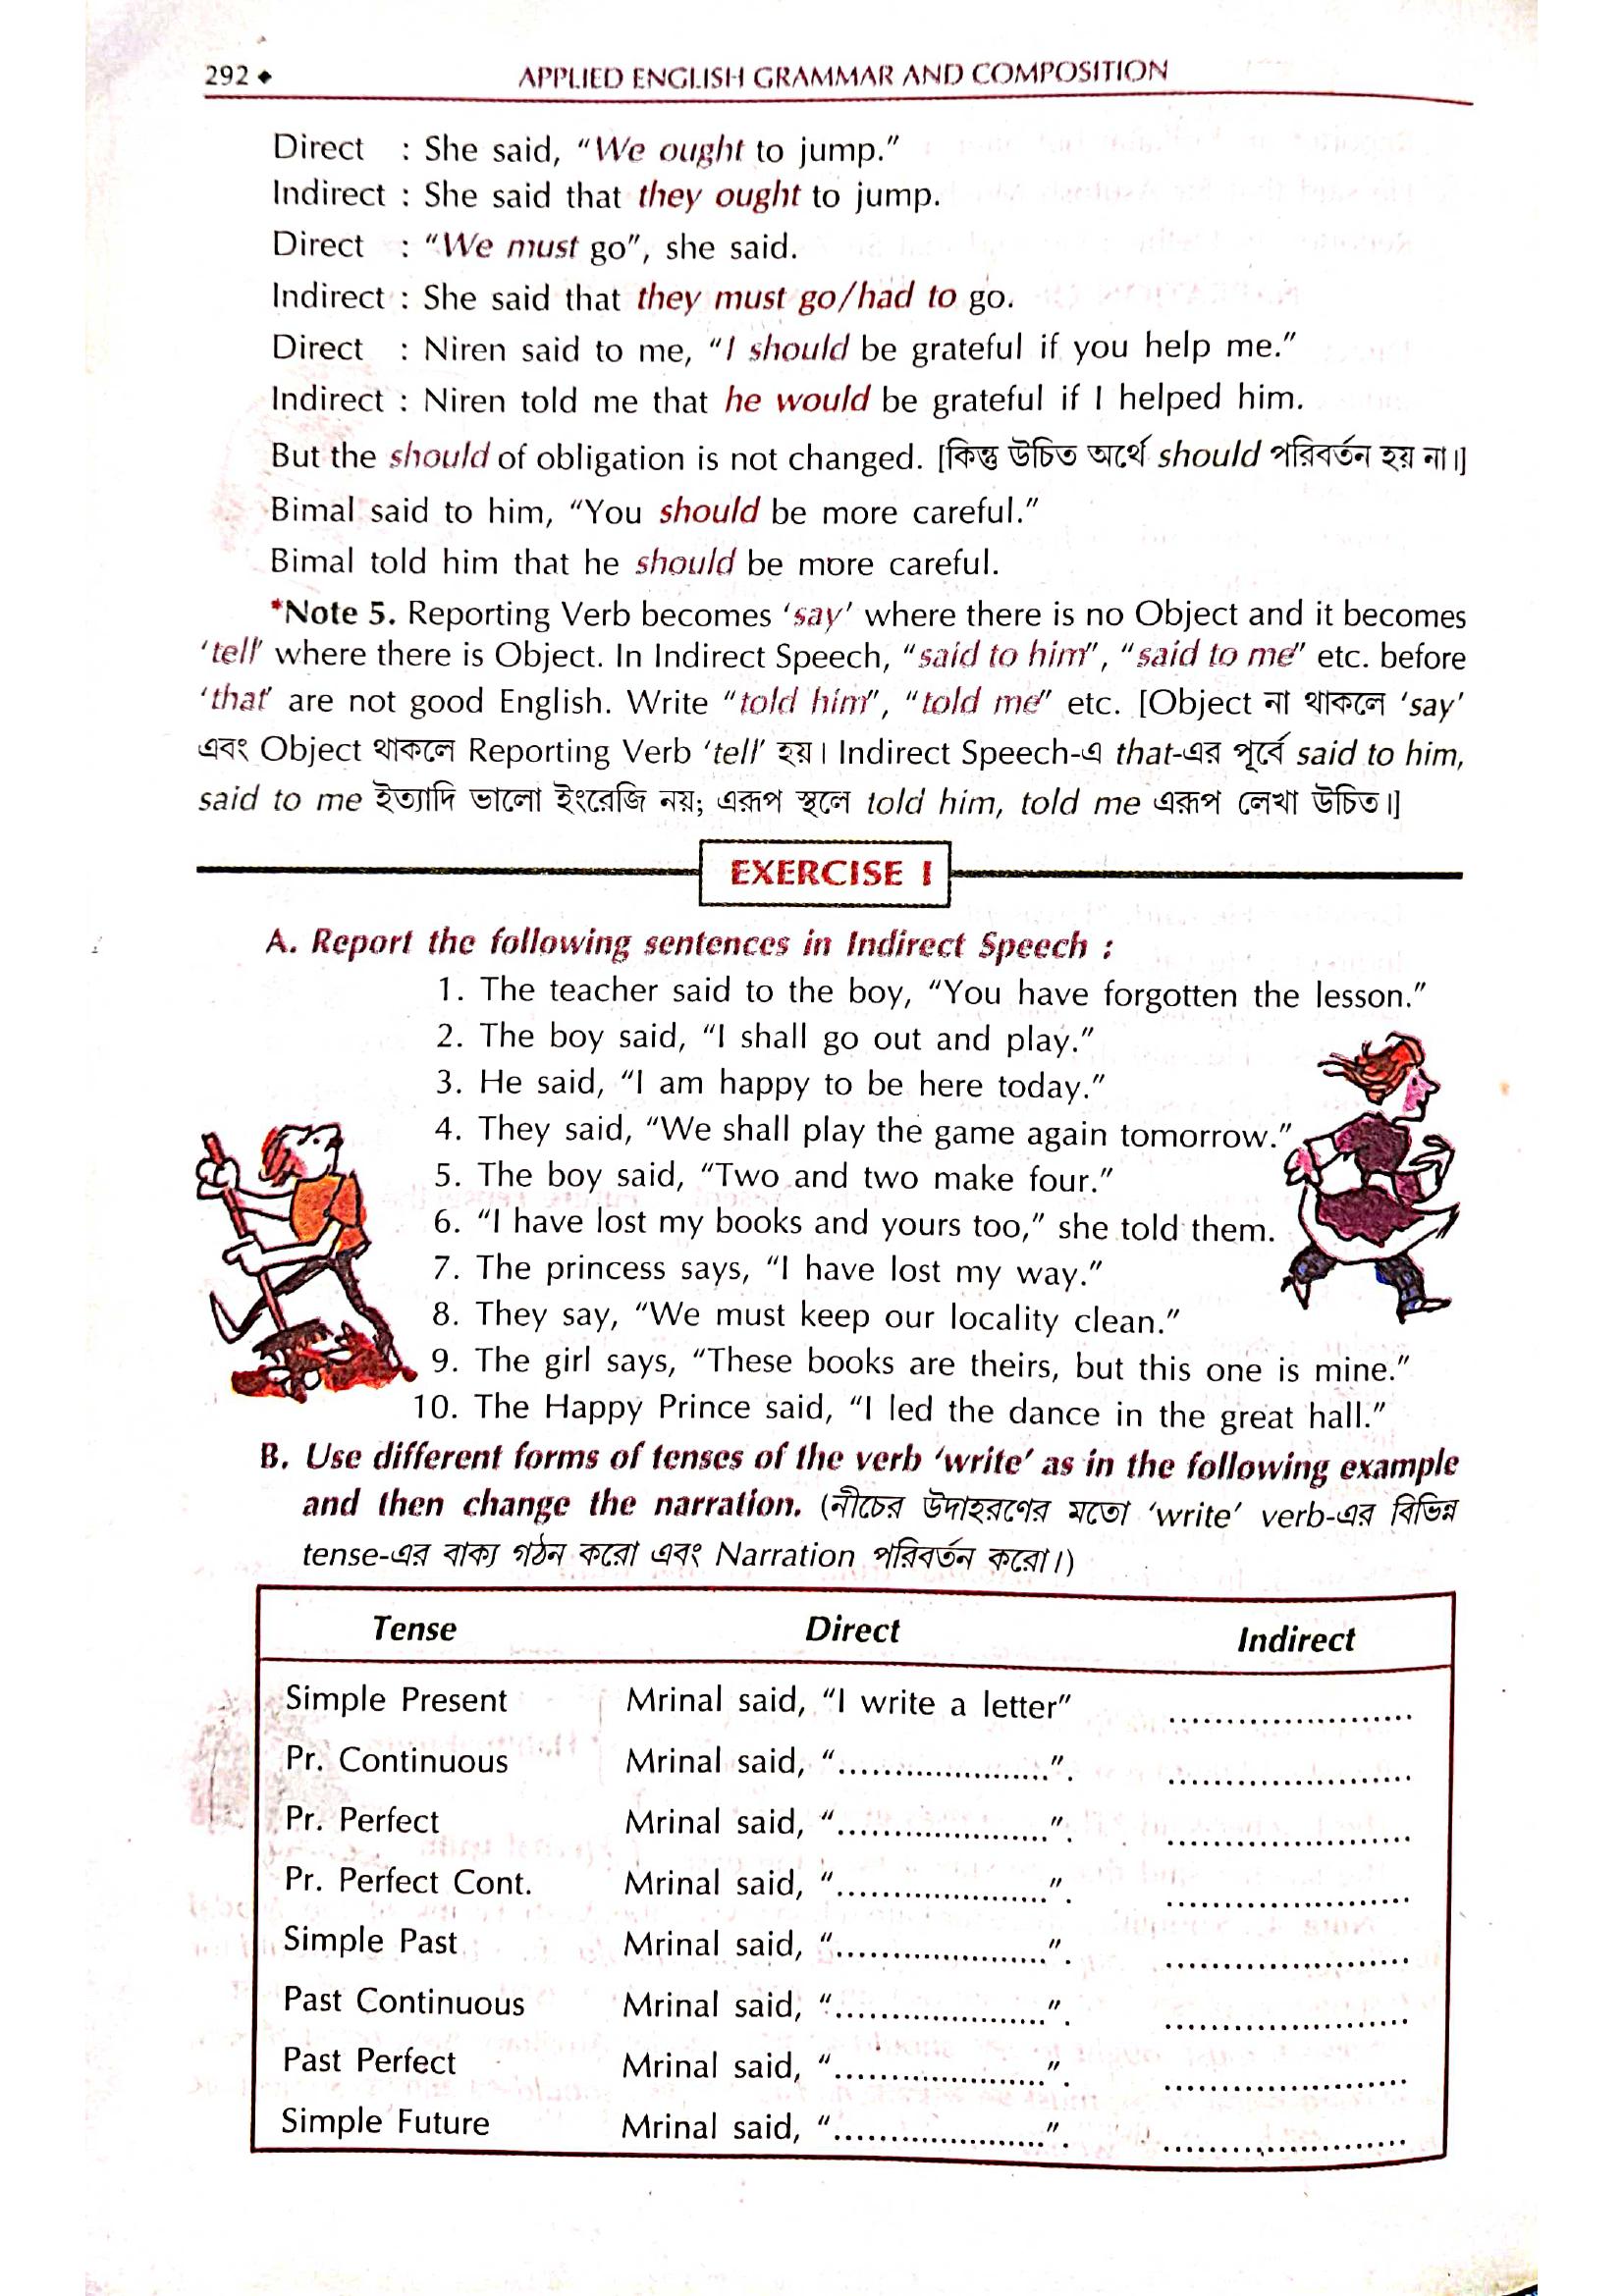 292 ◆ APPLIED ENGLISH GRAMMAR AND COMPOSITION
Direct : She said, “We ought to jump.”
Indirect : She said that they ought to jump.
Direct : “We must go”, she said.
Indirect : She said that they must go/had to go.
Direct : Niren said to me, “I should be grateful if you help me.”
Indirect : Niren told me that he would be grateful if I helped him.
But the should of obligation is not changed. [কিন্তু উচিত অর্থে should পরিবর্তন হয় না।]
Bimal said to him, “You should be more careful.”
Bimal told him that he should be more careful.
*Note 5. Reporting Verb becomes ‘say’ where there is no Object and it becomes
‘tell’ where there is Object. In Indirect Speech, “said to him”, “said to me” etc. before
‘that’ are not good English. Write “told him”, “told me” etc. [Object না থাকলে ‘say’
এবং Object থাকলে Reporting Verb ‘tell’ হয়। Indirect Speech-এ that-এর পূর্বে said to him,
said to me ইত্যাদি ভালো ইংরেজি নয়; এরূপ স্থলে told him, told me এরূপ লেখা উচিত।]
EXERCISE I
A. Report the following sentences in Indirect Speech :
1. The teacher said to the boy, “You have forgotten the lesson.”
2. The boy said, “I shall go out and play.”
3. He said, “I am happy to be here today.”
4. They said, “We shall play the game again tomorrow.”
5. The boy said, “Two and two make four.”
6. “I have lost my books and yours too,” she told them.
7. The princess says, “I have lost my way.”
8. They say, “We must keep our locality clean.”
9. The girl says, “These books are theirs, but this one is mine.”
10. The Happy Prince said, “I led the dance in the great hall.”
B. Use different forms of tenses of the verb ‘write’ as in the following example
and then change the narration. (নীচের উদাহরণের মতো ‘write’ verb-এর বিভিন্ন
tense-এর বাক্য গঠন করো এবং Narration পরিবর্তন করো।)
Tense Direct Indirect
Simple Present Mrinal said, “I write a letter” ......................
Pr. Continuous Mrinal said, “......................”. ......................
Pr. Perfect Mrinal said, “......................”. ......................
Pr. Perfect Cont. Mrinal said, “......................”. ......................
Simple Past Mrinal said, “......................”. ......................
Past Continuous Mrinal said, “......................”. ......................
Past Perfect Mrinal said, “......................”. ......................
Simple Future Mrinal said, “......................”. ......................